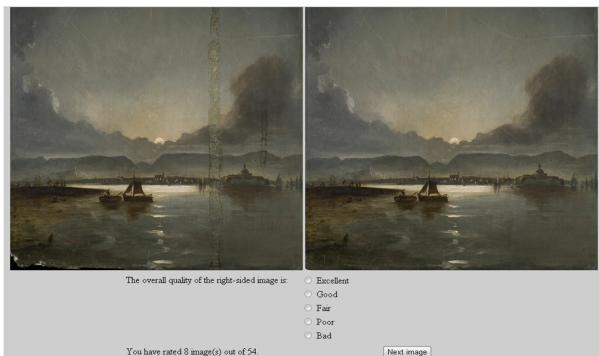 The overall quality of the right-sided image is:
Excellent
Good
Fair
Poor
Bad
You have rated 8 image(s) out of 54.
Next image